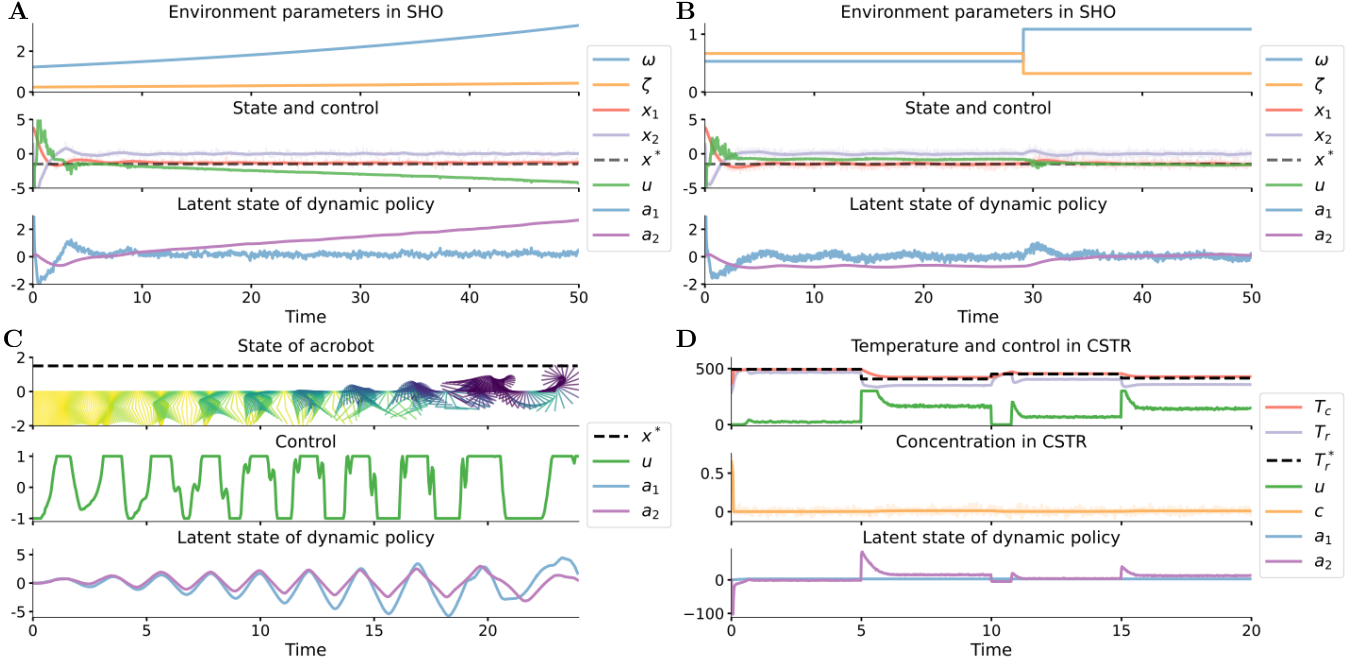 A
Environment parameters in SHO
2
0
State and control
5
0
-5
Latent state of dynamic policy
2
0
-2
0 10 20 30 40 50
Time
ω
ζ
x₁
x₂
x*
u
a₁
a₂
B
Environment parameters in SHO
1
0
State and control
5
0
-5
Latent state of dynamic policy
2
0
-2
0 10 20 30 40 50
Time
ω
ζ
x₁
x₂
x*
u
a₁
a₂
C
State of acrobot
2
0
-2
Control
1
0
-1
Latent state of dynamic policy
5
0
-5
0 5 10 15 20
Time
x*
u
a₁
a₂
D
Temperature and control in CSTR
500
0
Concentration in CSTR
0.5
0
Latent state of dynamic policy
0
−100
0 5 10 15 20
Time
T_c
T_r
T_r*
u
c
a₁
a₂